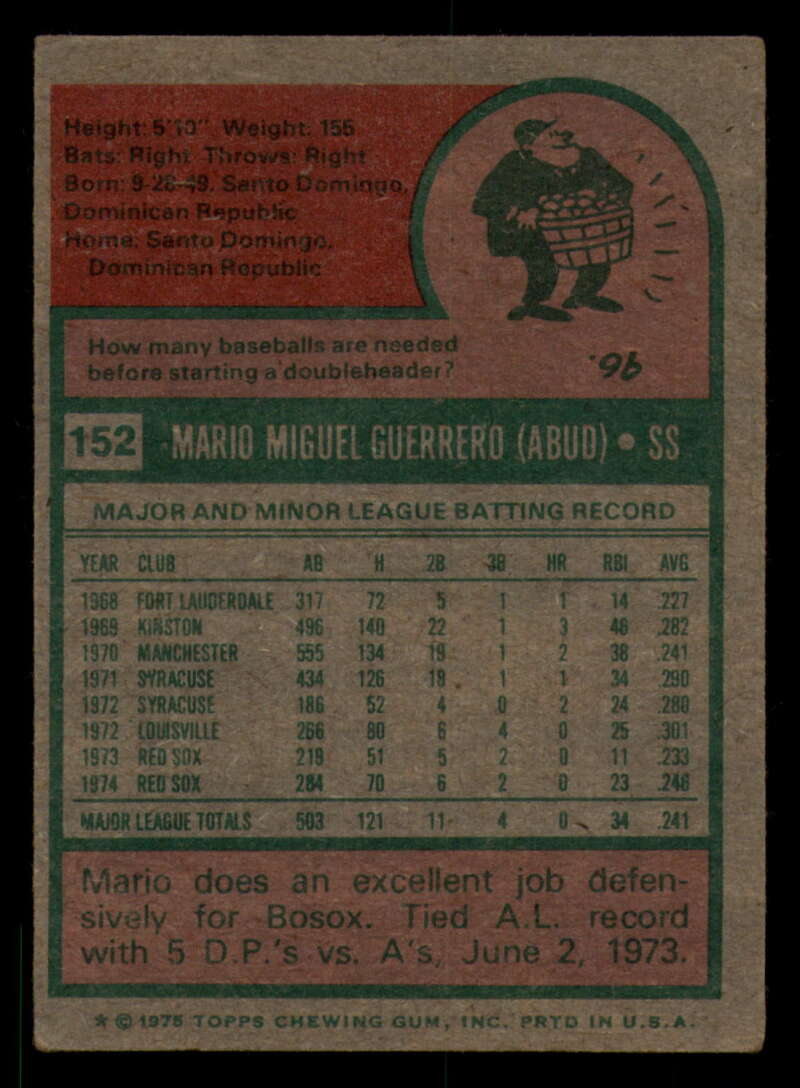 Height: 5'10" Weight: 155
Bats: Right Throws: Right
Born: 9-28-49, Santo Domingo,
Dominican Republic
Home: Santo Domingo,
Dominican Republic
How many baseballs are needed
before starting a doubleheader?
96.
152 MARIO MIGUEL GUERRERO (ABUD) • SS
MAJOR AND MINOR LEAGUE BATTING RECORD
YEAR CLUB AB H 2B 3B HR RBI AVG
1968 FORT LAUDERDALE 317 72 5 1 1 14 .227
1969 KINSTON 496 140 22 1 3 46 .282
1970 MANCHESTER 555 134 19 1 2 38 .241
1971 SYRACUSE 434 126 18 1 1 34 .290
1972 SYRACUSE 186 52 4 0 2 24 .280
1972 LOUISVILLE 266 80 6 4 0 25 .301
1973 RED SOX 219 51 5 2 0 11 .233
1974 RED SOX 284 70 6 2 0 23 .246
MAJOR LEAGUE TOTALS 503 121 11 4 0 34 .241
Mario does an excellent job defen-
sively for Bosox. Tied A.L. record
with 5 D.P.'s vs. A's, June 2, 1973.
* © 1975 TOPPS CHEWING GUM, INC. PRTD IN U.S.A.